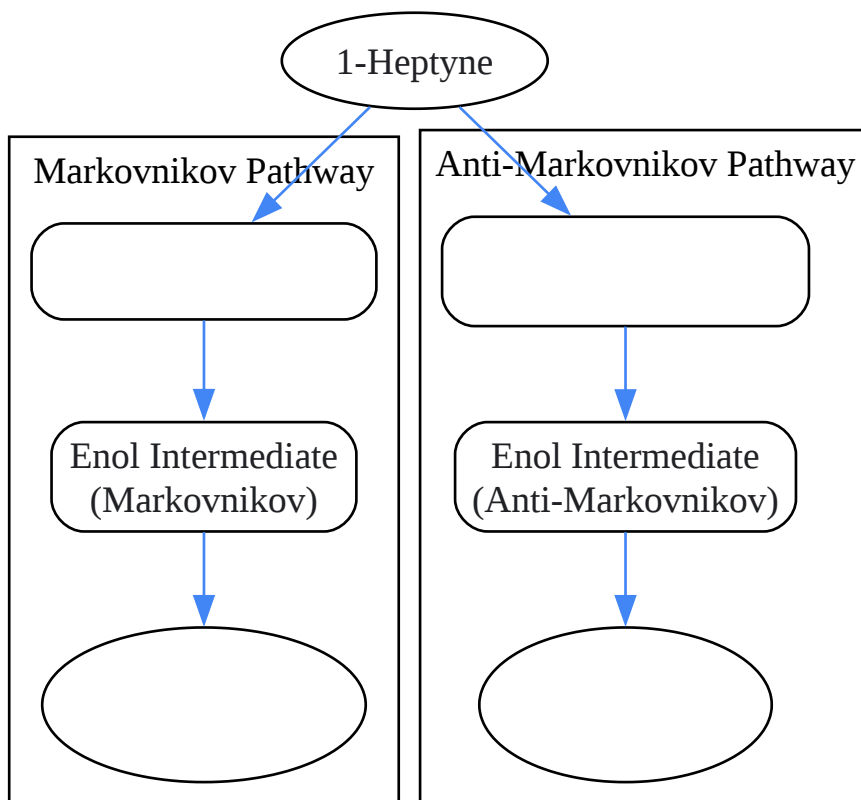 1-Heptyne
Markovnikov Pathway
Anti-Markovnikov Pathway
Enol Intermediate
(Markovnikov)
Enol Intermediate
(Anti-Markovnikov)